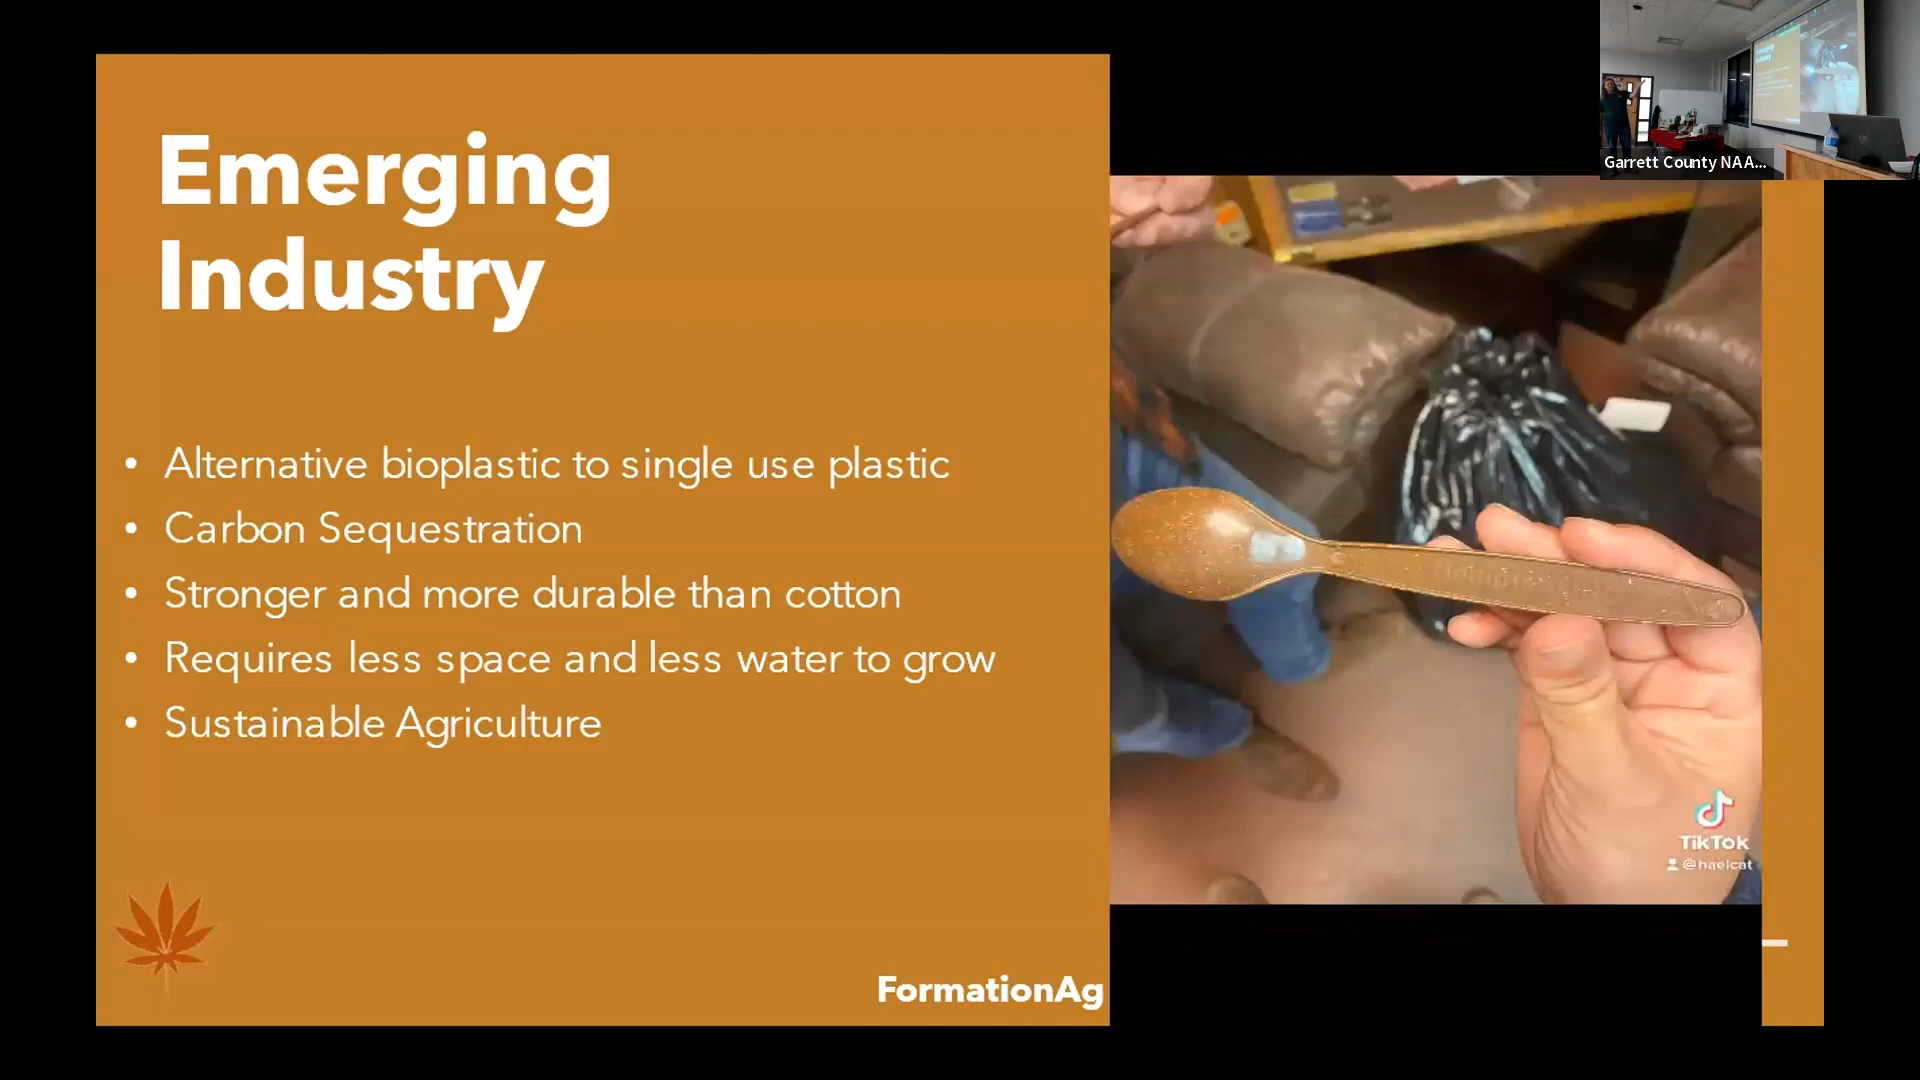 Emerging
Industry
• Alternative bioplastic to single use plastic
• Carbon Sequestration
• Stronger and more durable than cotton
• Requires less space and less water to grow
• Sustainable Agriculture
FormationAg
Garrett County NAA...
TikTok
@haelcat